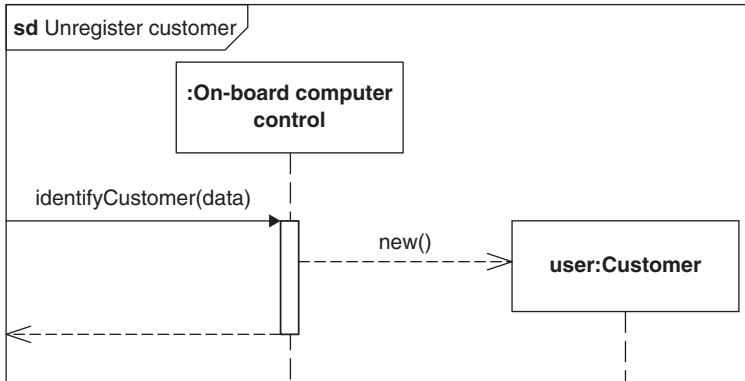 sd Unregister customer
:On-board computer
control
identifyCustomer(data)
new()
user:Customer